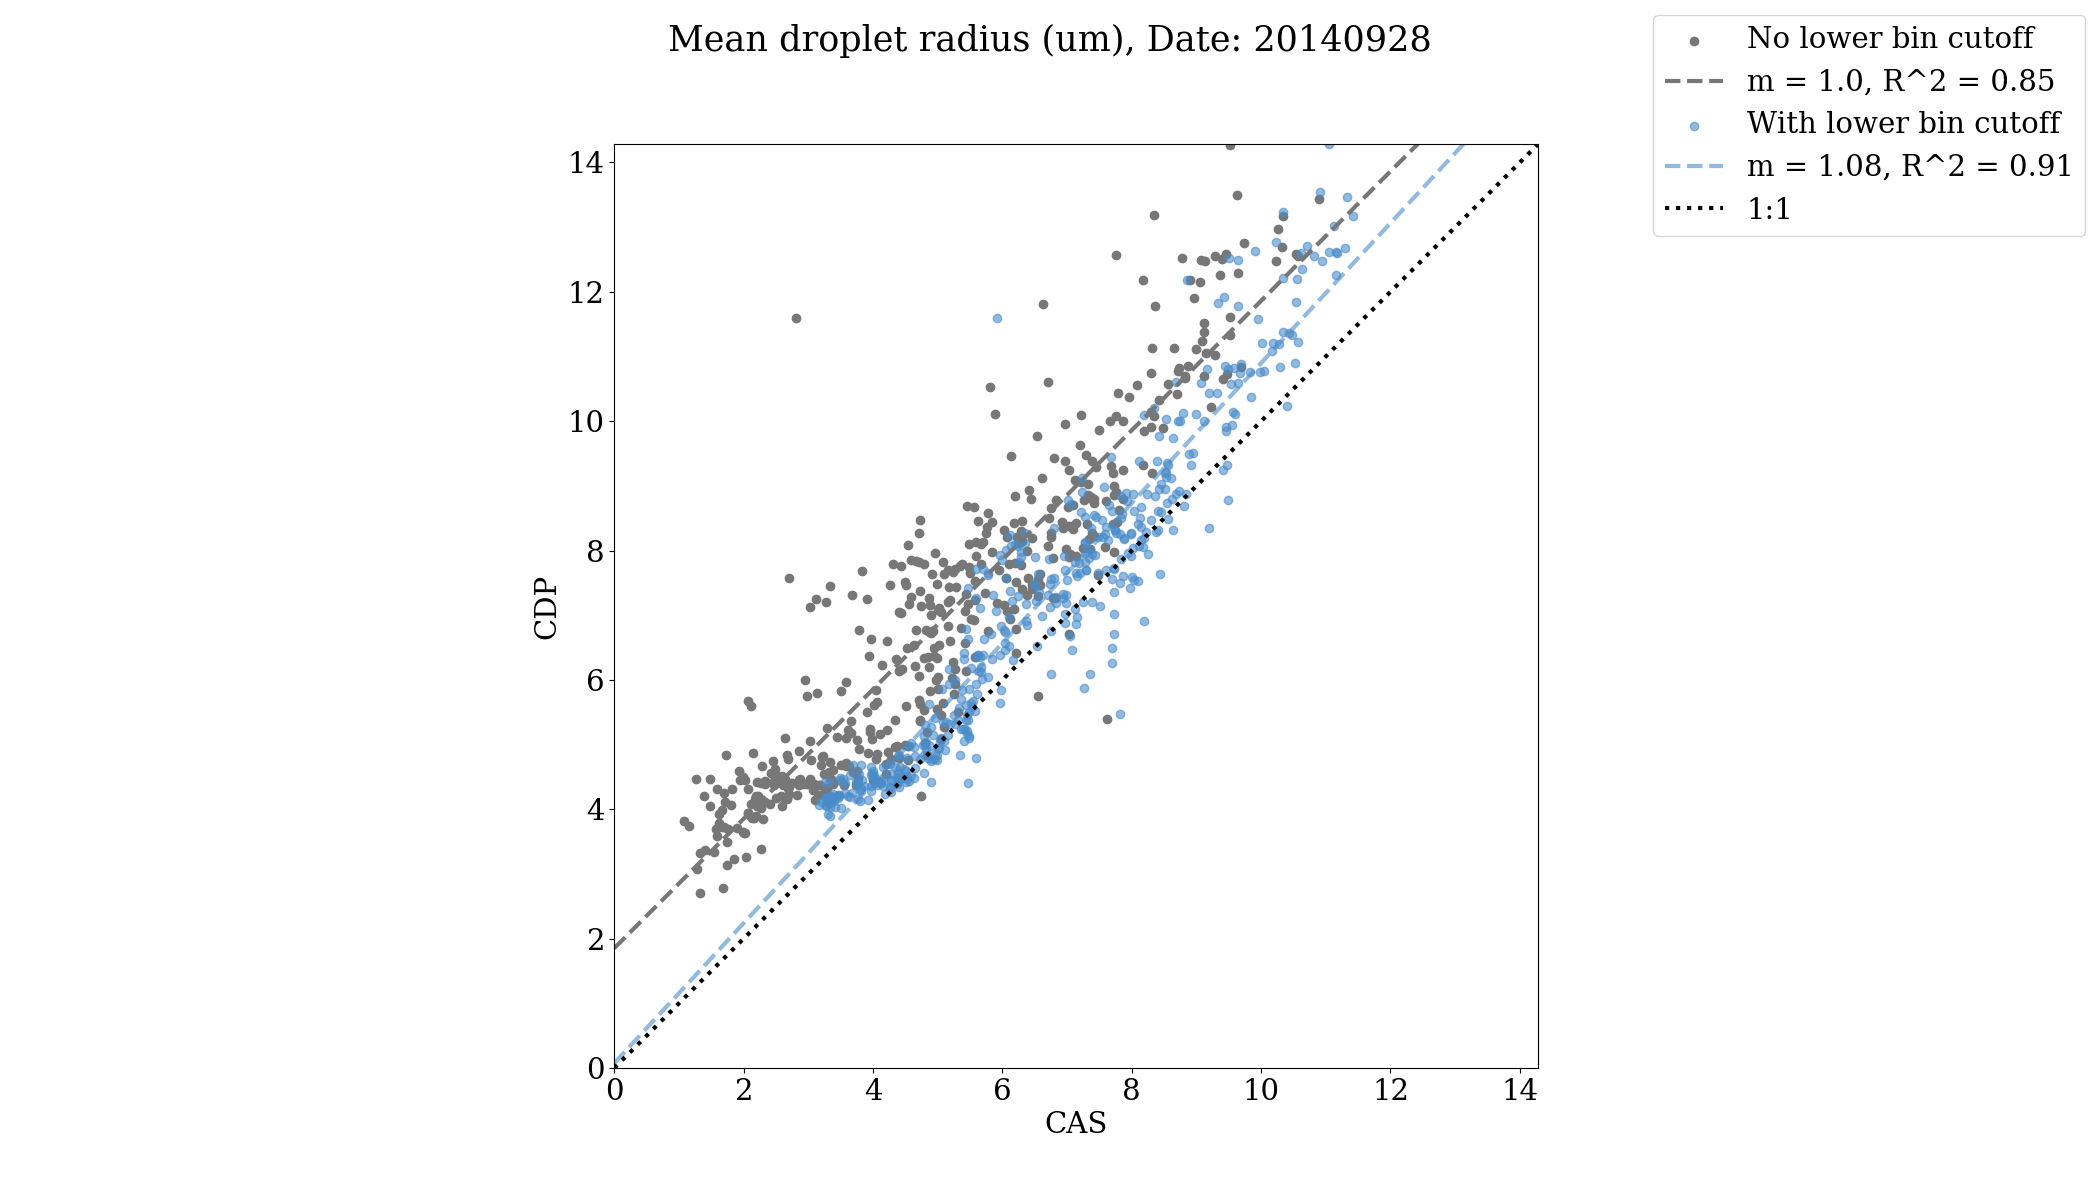 Mean droplet radius (um), Date: 20140928
No lower bin cutoff
m = 1.0, R^2 = 0.85
With lower bin cutoff
m = 1.08, R^2 = 0.91
1:1
14
12
10
8
6
4
2
0
CDP
0 2 4 6 8 10 12 14
CAS